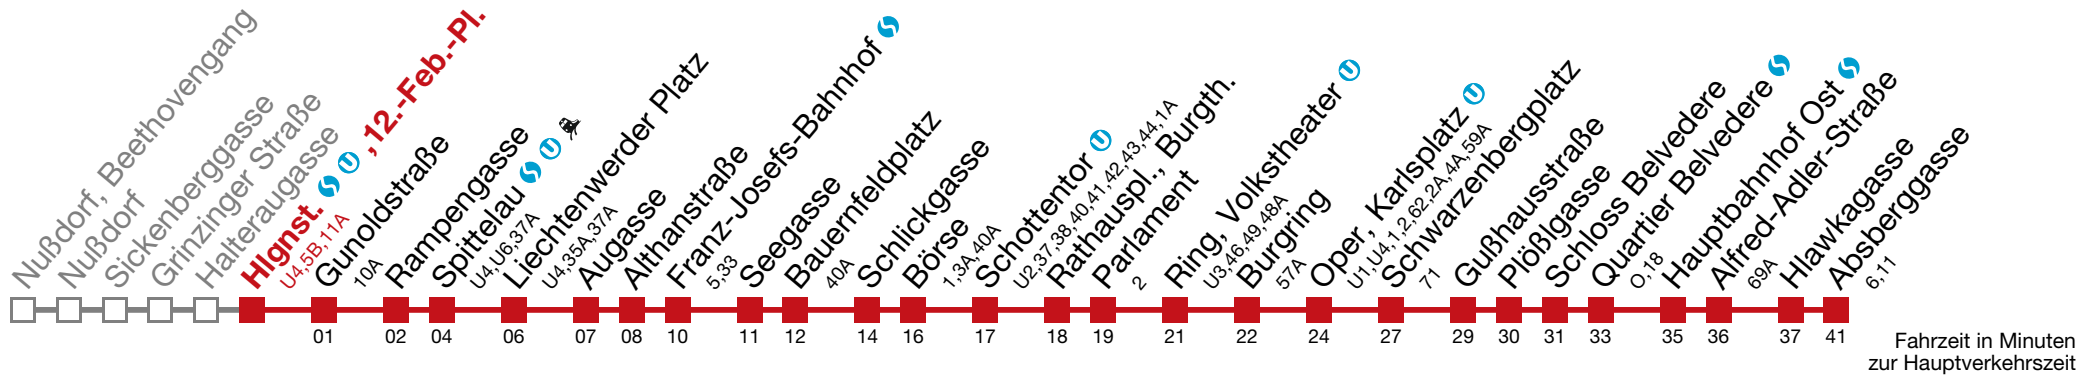 Nußdorf, Beethovengang
Nußdorf
Sickenberggasse
Grinzinger Straße
Halteraugasse
Hlgnst. S U ,12.-Feb.-Pl.
U4,5B,11A
Gunoldstraße
10A
Rampengasse
Spittelau S U
U4,U6,37A
Liechtenwerder Platz
U4,35A,37A
Augasse
Althanstraße
Franz-Josefs-Bahnhof S
5,33
Seegasse
Bauernfeldplatz
40A
Schlickgasse
Börse
1,3A,40A
Schottentor U
U2,37,38,40,41,42,43,44,1A
Rathauspl., Burgth.
Parlament
2
Ring, Volkstheater U
U3,46,49,48A
Burgring
57A
Oper, Karlsplatz U
U1,U4,1,2,62,2A,4A,59A
Schwarzenbergplatz
71
Gußhausstraße
Plößlgasse
Schloss Belvedere
Quartier Belvedere S
O,18
Hauptbahnhof Ost S
Alfred-Adler-Straße
69A
Hlawkagasse
Absberggasse
6,11
01 02 04 06 07 08 10 11 12 14 16 17 18 19 21 22 24 27 29 30 31 33 35 36 37 41
Fahrzeit in Minuten
zur Hauptverkehrszeit